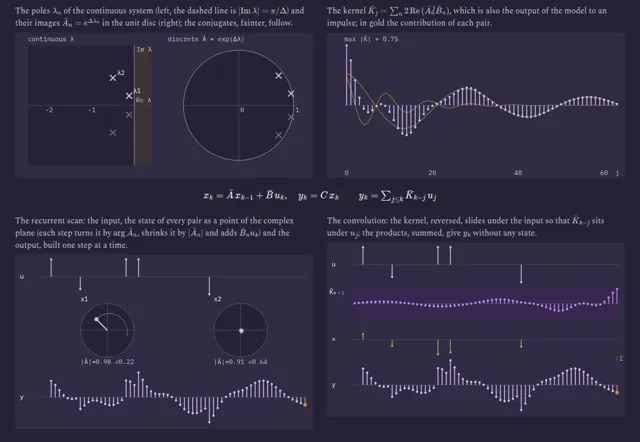 The poles λₙ of the continuous system (left, the dashed line is |Im λ| = π/Δ) and
their images Āₙ = e^{Δλₙ} in the unit disc (right); the conjugates, fainter, follow.
continuous λ
discrete Ā = exp(Δλ)
Im λ
λ2
λ1
Re λ
-2
-1
0
1
The kernel K̄ⱼ = ∑ₙ 2 Re (Āₙʲ B̄ₙ), which is also the output of the model to an
impulse; in gold the contribution of each pair.
max |K̄| = 0.75
0
20
40
60
j
xₖ = Ā xₖ₋₁ + B̄ uₖ, yₖ = C xₖ yₖ = ∑_{j≤k} K̄ₖ₋ⱼ uⱼ
The recurrent scan: the input, the state of every pair as a point of the complex
plane (each step turns it by arg Āₙ, shrinks it by |Āₙ| and adds B̄ₙuₖ) and the
output, built one step at a time.
u
x1
x2
|Ā|=0.98 ∠0.22
|Ā|=0.91 ∠0.64
y
The convolution: the kernel, reversed, slides under the input so that K̄ₖ₋ⱼ sits
under uⱼ; the products, summed, give yₖ without any state.
u
K̄ₖ₋ⱼ
×
y